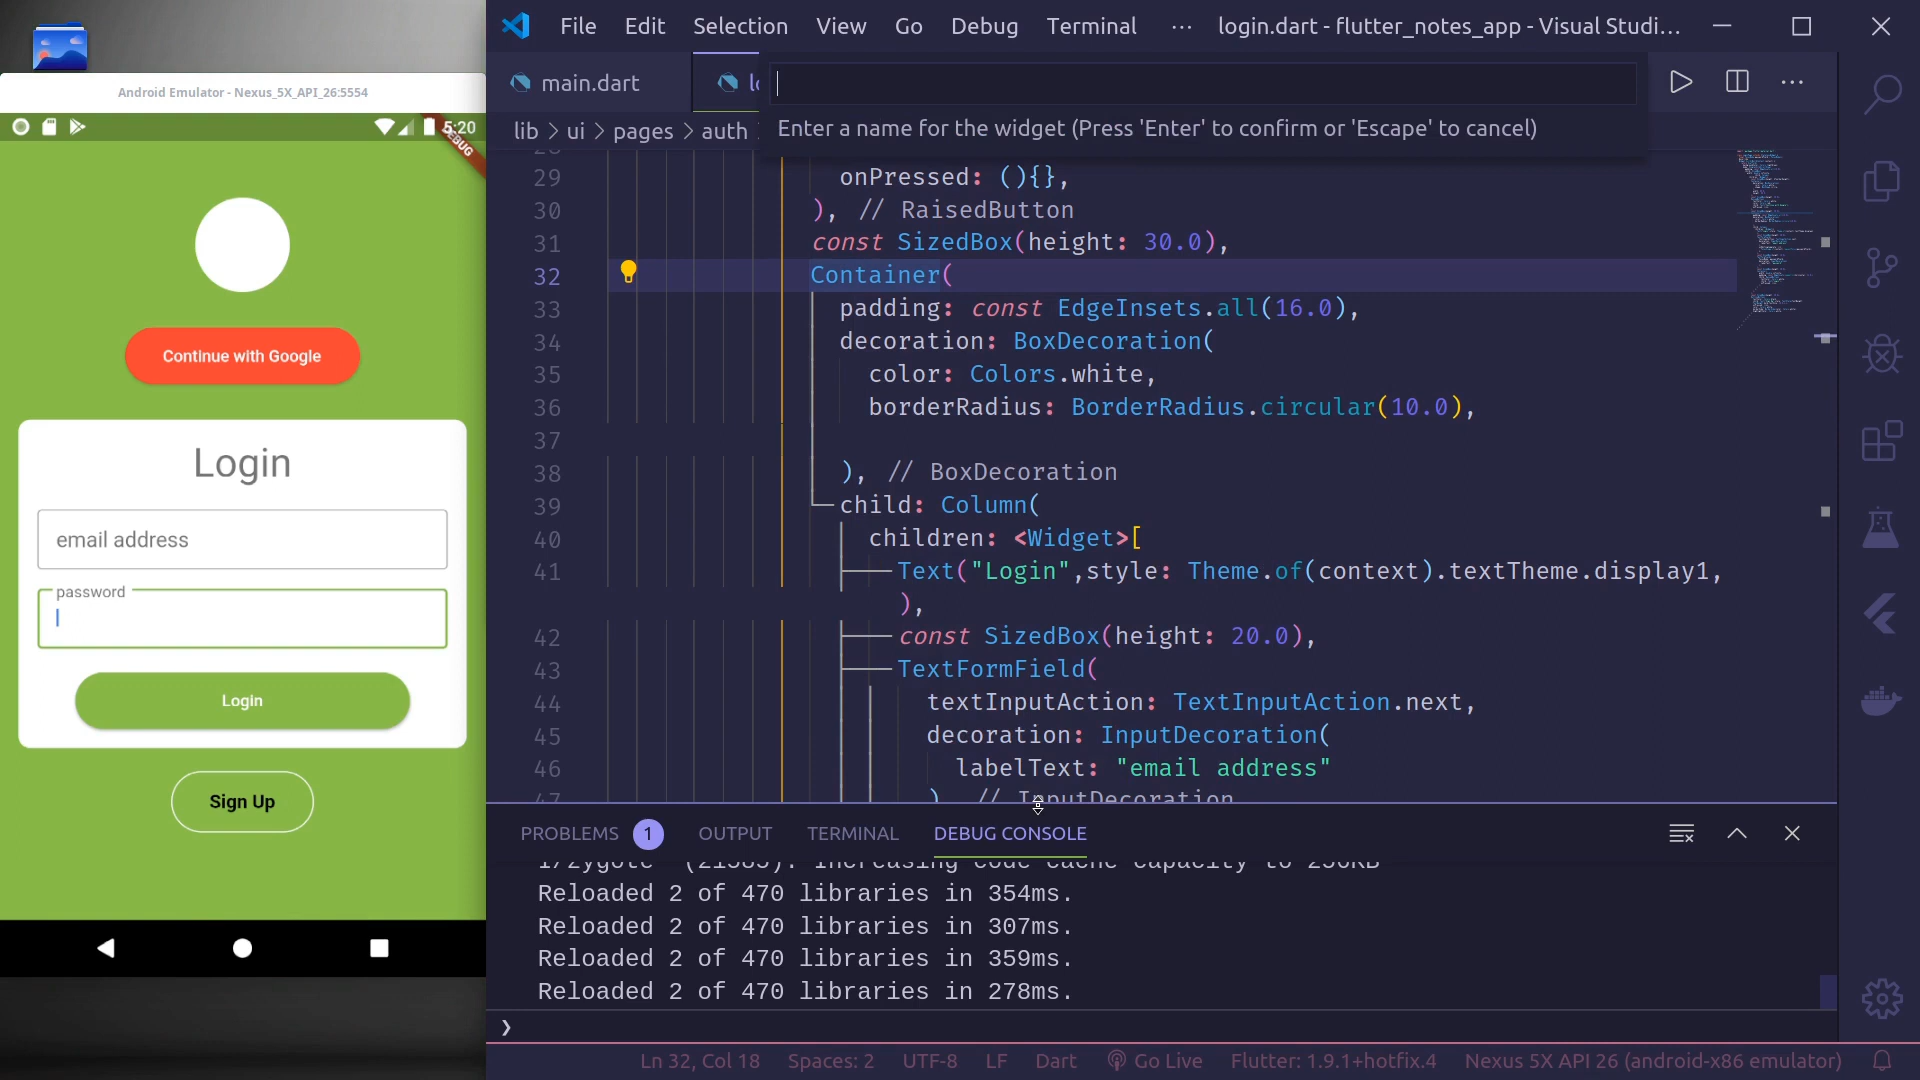 File Edit Selection View Go Debug Terminal ··· login.dart - flutter_notes_app - Visual Studi...
Android Emulator - Nexus_5X_API_26:5554
5:20
DEBUG
Continue with Google
Login
email address
password
Login
Sign Up
main.dart
lib > ui > pages > auth
Enter a name for the widget (Press 'Enter' to confirm or 'Escape' to cancel)
29 onPressed: (){},
30 ), // RaisedButton
31 const SizedBox(height: 30.0),
32 Container(
33 padding: const EdgeInsets.all(16.0),
34 decoration: BoxDecoration(
35 color: Colors.white,
36 borderRadius: BorderRadius.circular(10.0),
37
38 ), // BoxDecoration
39 child: Column(
40 children: <Widget>[
41 Text("Login",style: Theme.of(context).textTheme.display1,
),
42 const SizedBox(height: 20.0),
43 TextFormField(
44 textInputAction: TextInputAction.next,
45 decoration: InputDecoration(
46 labelText: "email address"
47 ) // InputDecoration
PROBLEMS 1 OUTPUT TERMINAL DEBUG CONSOLE
Increasing code cache capacity to 256KB
Reloaded 2 of 470 libraries in 354ms.
Reloaded 2 of 470 libraries in 307ms.
Reloaded 2 of 470 libraries in 359ms.
Reloaded 2 of 470 libraries in 278ms.
❯
Ln 32, Col 18 Spaces: 2 UTF-8 LF Dart Go Live Flutter: 1.9.1+hotfix.4 Nexus 5X API 26 (android-x86 emulator)